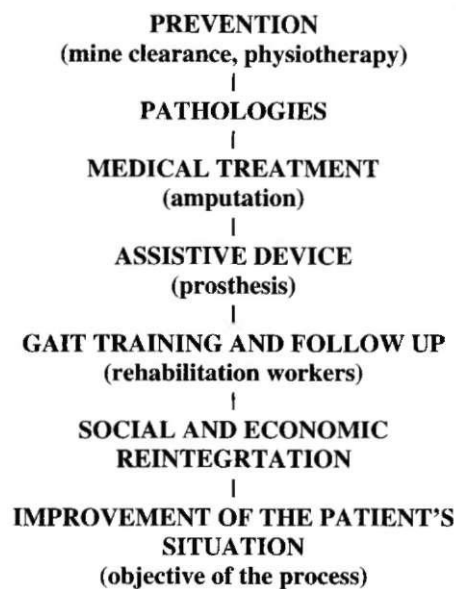 PREVENTION
(mine clearance, physiotherapy)
|
PATHOLOGIES
|
MEDICAL TREATMENT
(amputation)
|
ASSISTIVE DEVICE
(prosthesis)
|
GAIT TRAINING AND FOLLOW UP
(rehabilitation workers)
|
SOCIAL AND ECONOMIC
REINTEGRTATION
|
IMPROVEMENT OF THE PATIENT'S
SITUATION
(objective of the process)